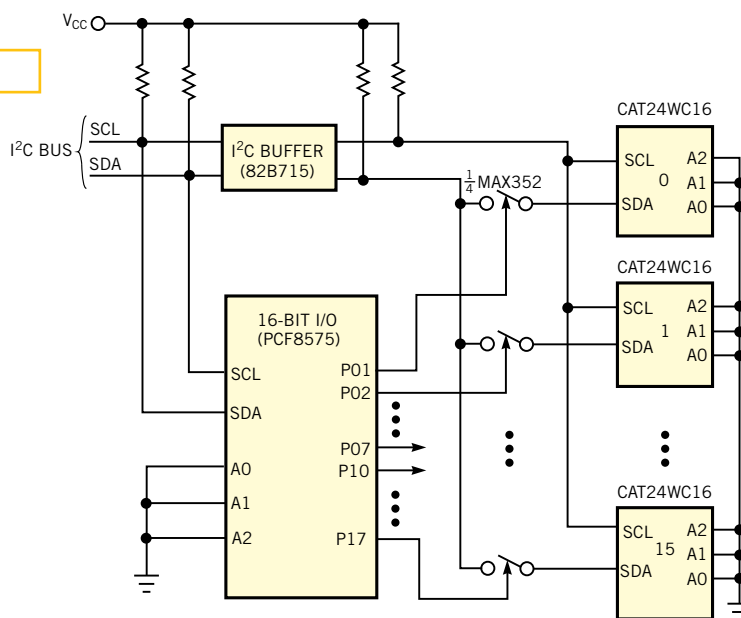 VCC
I2C BUS
SCL
SDA
I2C BUFFER
(82B715)
1/4 MAX352
CAT24WC16
SCL
SDA
0
A2
A1
A0
CAT24WC16
SCL
SDA
1
A2
A1
A0
16-BIT I/O
(PCF8575)
SCL
SDA
A0
A1
A2
P01
P02
P07
P10
P17
CAT24WC16
SCL
SDA
15
A2
A1
A0